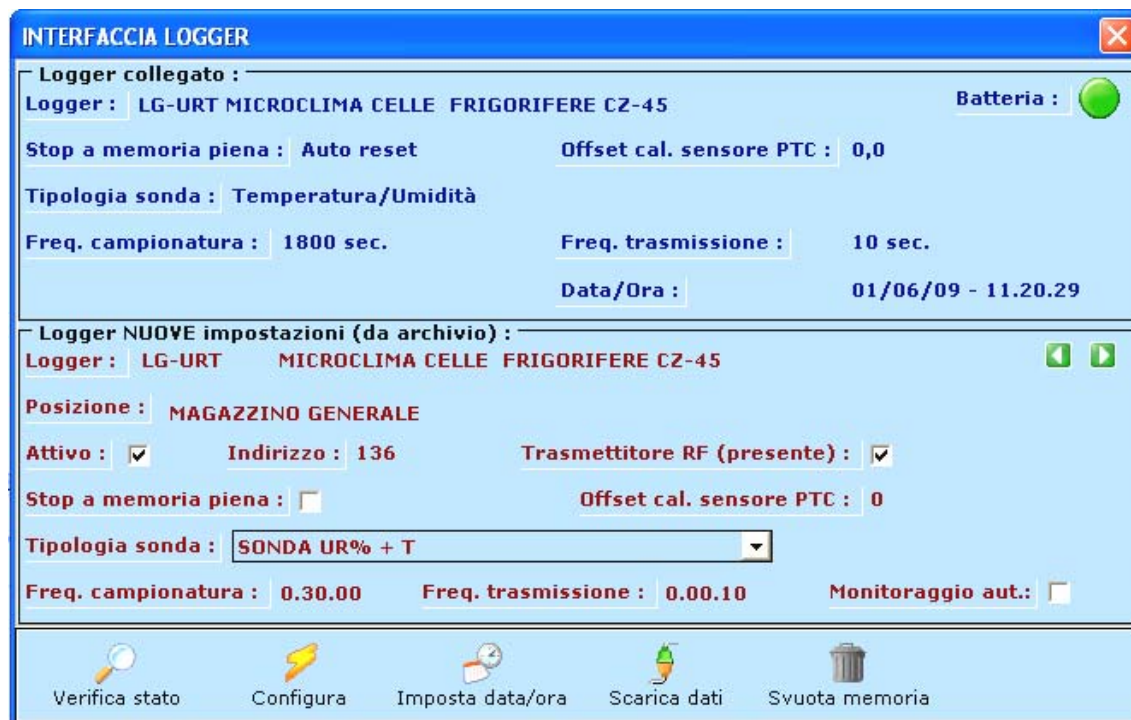 INTERFACCIA LOGGER
Logger collegato :
Logger : LG-URT MICROCLIMA CELLE FRIGORIFERE CZ-45 Batteria :
Stop a memoria piena : Auto reset Offset cal. sensore PTC : 0,0
Tipologia sonda : Temperatura/Umidità
Freq. campionatura : 1800 sec. Freq. trasmissione : 10 sec.
Data/Ora : 01/06/09 - 11.20.29
Logger NUOVE impostazioni (da archivio) :
Logger : LG-URT MICROCLIMA CELLE FRIGORIFERE CZ-45
Posizione : MAGAZZINO GENERALE
Attivo : Indirizzo : 136 Trasmettitore RF (presente) :
Stop a memoria piena : Offset cal. sensore PTC : 0
Tipologia sonda : SONDA UR% + T
Freq. campionatura : 0.30.00 Freq. trasmissione : 0.00.10 Monitoraggio aut.:
Verifica stato Configura Imposta data/ora Scarica dati Svuota memoria